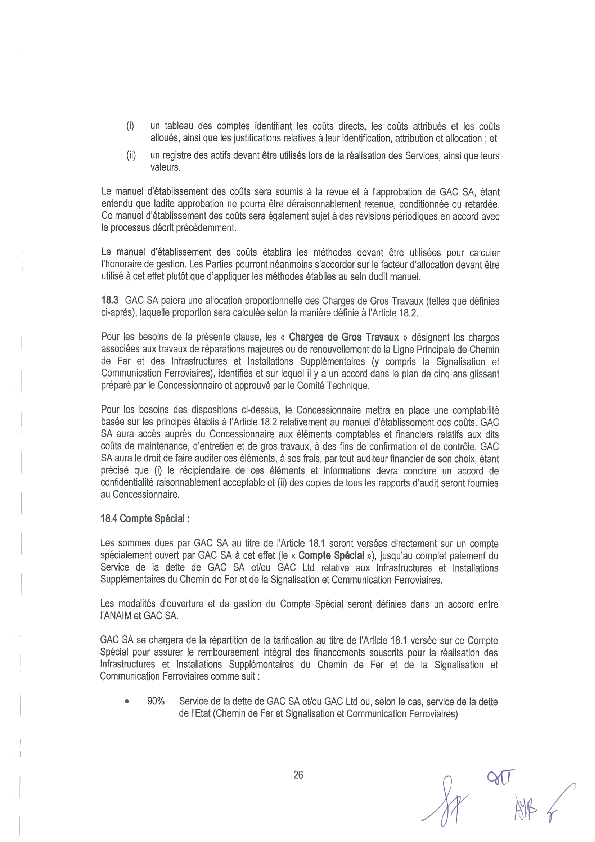 (i) un tableau des comptes identifiant les coûts directs, les coûts attribués et les coûts
alloués, ainsi que les justifications relatives à leur identification, attribution et allocation ; et
(ii) un registre des actifs devant être utilisés lors de la réalisation des Services, ainsi que leurs
valeurs.
Le manuel d'établissement des coûts sera soumis à la revue et à l'approbation de GAC SA, étant
entendu que ladite approbation ne pourra être déraisonnablement retenue, conditionnée ou retardée.
Ce manuel d'établissement des coûts sera également sujet à des révisions périodiques en accord avec
le processus décrit précédemment.
Le manuel d'établissement des coûts établira les méthodes devant être utilisées pour calculer
l'honoraire de gestion. Les Parties pourront néanmoins s'accorder sur le facteur d'allocation devant être
utilisé à cet effet plutôt que d'appliquer les méthodes établies au sein dudit manuel.
18.3 GAC SA paiera une allocation proportionnelle des Charges de Gros Travaux (telles que définies
ci-après), laquelle proportion sera calculée selon la manière définie à l'Article 18.2.
Pour les besoins de la présente clause, les « Charges de Gros Travaux » désignent les charges
associées aux travaux de réparations majeures ou de renouvellement de la Ligne Principale de Chemin
de Fer et des Infrastructures et Installations Supplémentaires (y compris la Signalisation et
Communication Ferroviaires), identifiés et sur lequel il y a un accord dans le plan de cinq ans glissant
préparé par le Concessionnaire et approuvé par le Comité Technique.
Pour les besoins des dispositions ci-dessus, le Concessionnaire mettra en place une comptabilité
basée sur les principes établis à l'Article 18.2 relativement au manuel d'établissement des coûts. GAC
SA aura accès auprès du Concessionnaire aux éléments comptables et financiers relatifs aux dits
coûts de maintenance, d'entretien et de gros travaux, à des fins de confirmation et de contrôle. GAC
SA aura le droit de faire auditer ces éléments, à ses frais, par tout auditeur financier de son choix, étant
précisé que (i) le récipiendaire de ces éléments et informations devra conclure un accord de
confidentialité raisonnablement acceptable et (ii) des copies de tous les rapports d'audit seront fournies
au Concessionnaire.
18.4 Compte Spécial :
Les sommes dues par GAC SA au titre de l'Article 18.1 seront versées directement sur un compte
spécialement ouvert par GAC SA à cet effet (le « Compte Spécial »), jusqu'au complet paiement du
Service de la dette de GAC SA et/ou GAC Ltd relative aux Infrastructures et Installations
Supplémentaires du Chemin de Fer et de la Signalisation et Communication Ferroviaires.
Les modalités d'ouverture et de gestion du Compte Spécial seront définies dans un accord entre
l'ANAIM et GAC SA.
GAC SA se chargera de la répartition de la tarification au titre de l'Article 18.1 versée sur ce Compte
Spécial pour assurer le remboursement intégral des financements souscrits pour la réalisation des
Infrastructures et Installations Supplémentaires du Chemin de Fer et de la Signalisation et
Communication Ferroviaires comme suit :
• 90% Service de la dette de GAC SA et/ou GAC Ltd ou, selon le cas, service de la dette
de l'Etat (Chemin de Fer et Signalisation et Communication Ferroviaires)
26